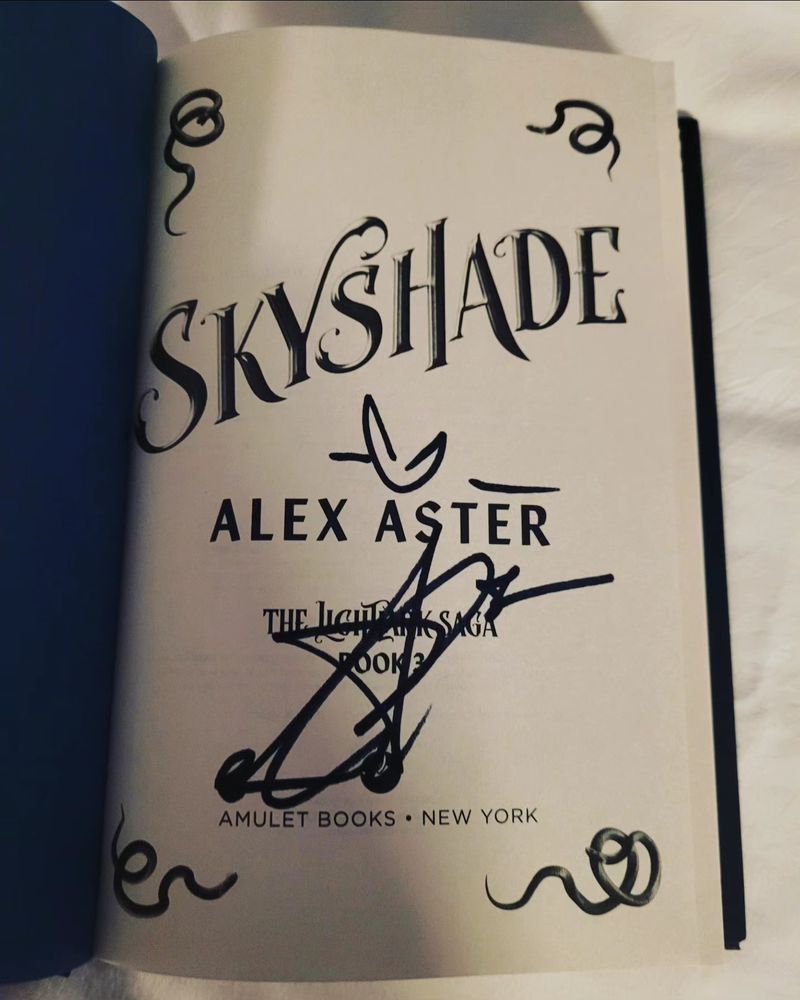 SKYSHADE
ALEX ASTER
THE LIGHTLARK SAGA
BOOK 3
AMULET BOOKS • NEW YORK